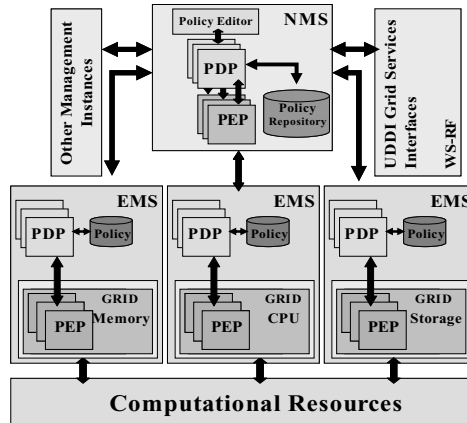 Policy Editor
NMS
PDP
PEP
Policy
Repository
Other Management
Instances
UDDI Grid Services
Interfaces
WS-RF
EMS
PDP
Policy
GRID
Memory
PEP
EMS
PDP
Policy
GRID
CPU
PEP
EMS
PDP
Policy
GRID
Storage
PEP
Computational Resources